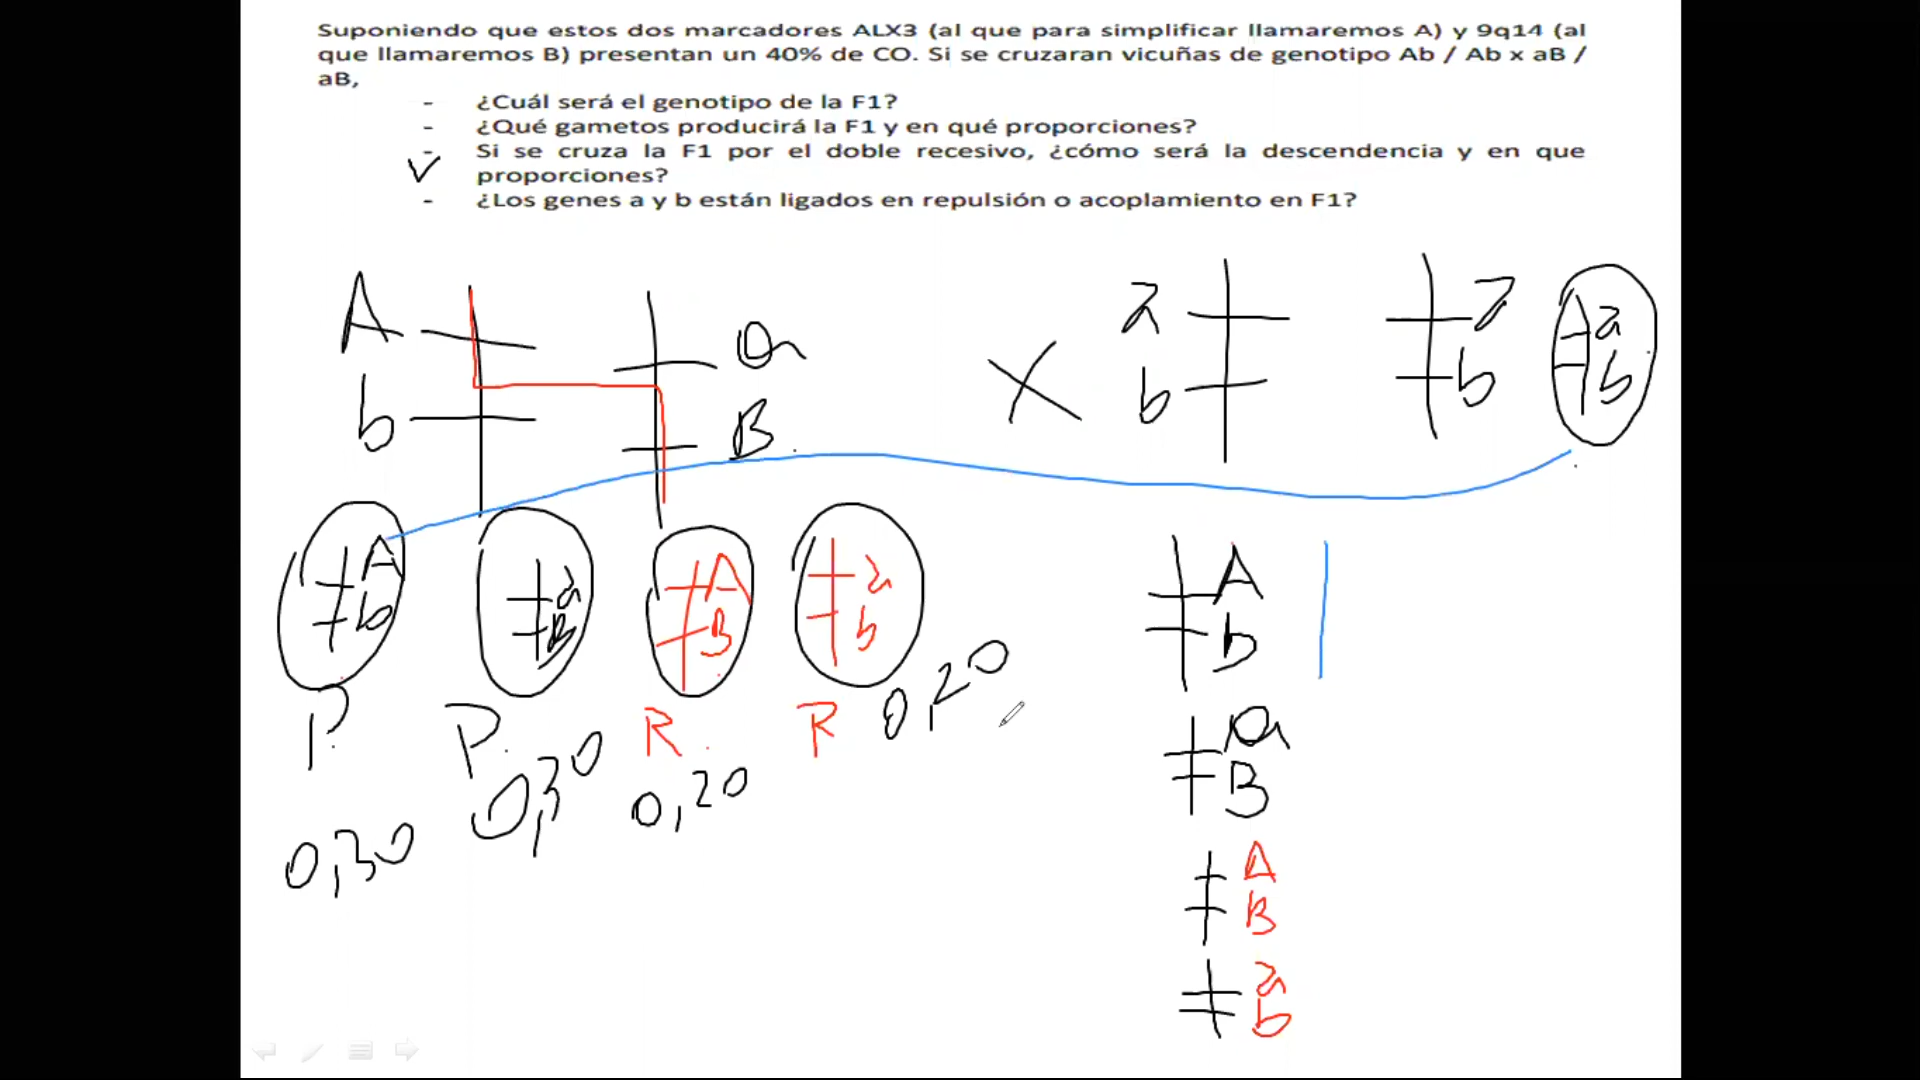 Suponiendo que estos dos marcadores ALX3 (al que para simplificar llamaremos A) y 9q14 (al
que llamaremos B) presentan un 40% de CO. Si se cruzaran vicuñas de genotipo Ab / Ab x aB /
aB,
- ¿Cuál será el genotipo de la F1?
- ¿Qué gametos producirá la F1 y en qué proporciones?
- Si se cruza la F1 por el doble recesivo, ¿cómo será la descendencia y en que
proporciones?
- ¿Los genes a y b están ligados en repulsión o acoplamiento en F1?
A a X a a a
b B b b b
A a A a
b B B b
P P R R
0,30 0,30 0,20 0,20
A
b
a
B
A
B
a
b